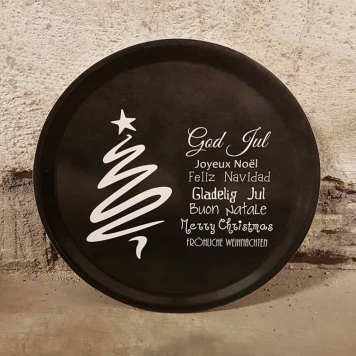 God Jul
Joyeux Noël
Feliz Navidad
Gladelig Jul
Buon Natale
Merry Christmas
FRÖHLICHE WEIHNACHTEN